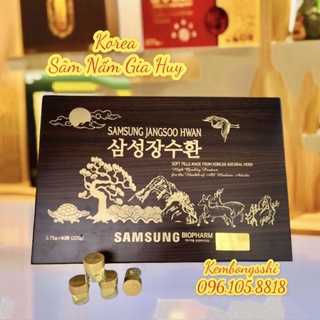 Korea
Sâm Nấm Gia Huy
SAMSUNG JANGSOO HWAN
삼성장수환
SOFT PILLS MADE FROM KOREAN NATURAL HERB
High Quality Product
for the Health of All Modern Adults
3.75g×60환 (225g)
SAMSUNG BIOPHARM
Kembongsshi
096.105.8818